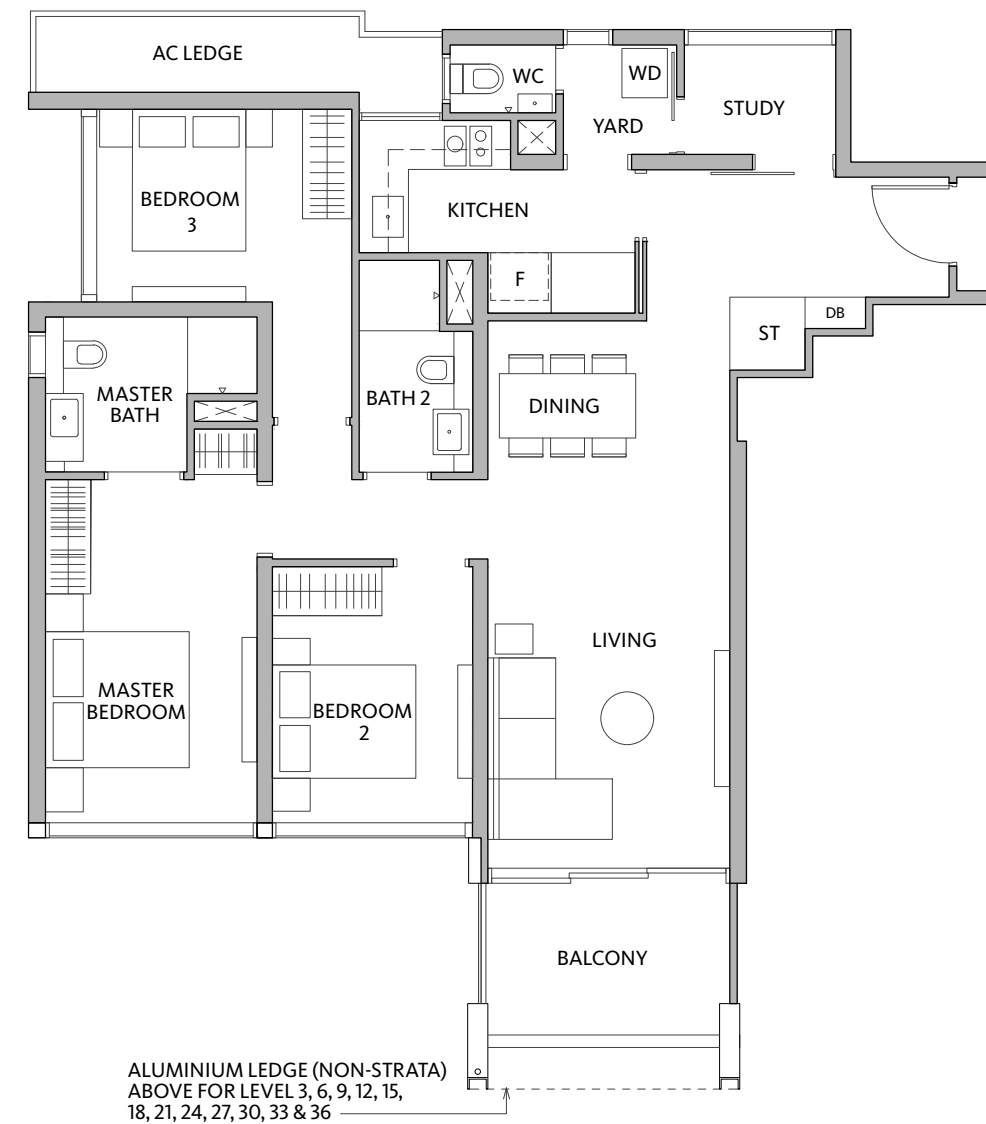 AC LEDGE
WC
WD
STUDY
YARD
BEDROOM
3
KITCHEN
F
ST
DB
MASTER
BATH
BATH 2
DINING
LIVING
MASTER
BEDROOM
BEDROOM
2
BALCONY
ALUMINIUM LEDGE (NON-STRATA)
ABOVE FOR LEVEL 3, 6, 9, 12, 15,
18, 21, 24, 27, 30, 33 & 36